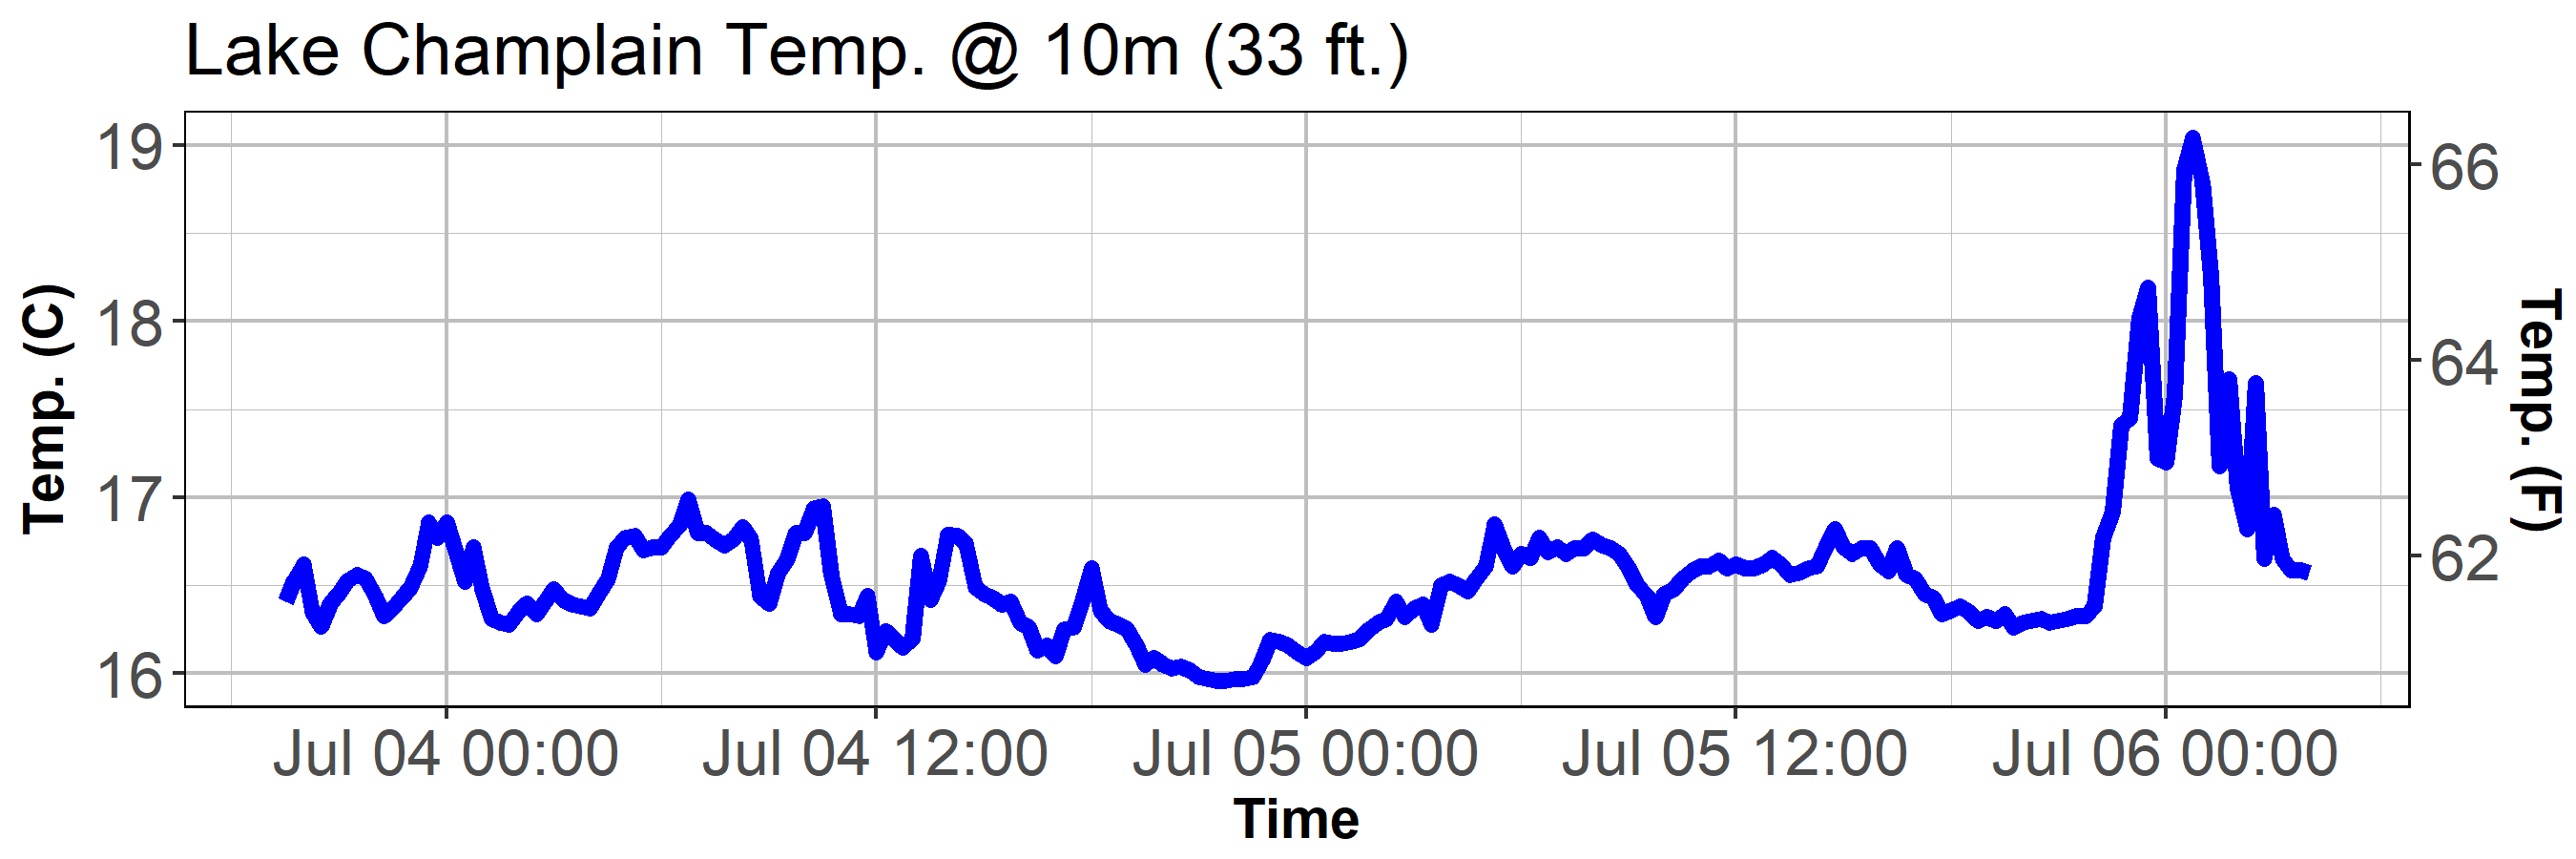 Lake Champlain Temp. @ 10m (33 ft.)
Temp. (C)
19
18
17
16
66
64
62
Temp. (F)
Jul 04 00:00 Jul 04 12:00 Jul 05 00:00 Jul 05 12:00 Jul 06 00:00
Time